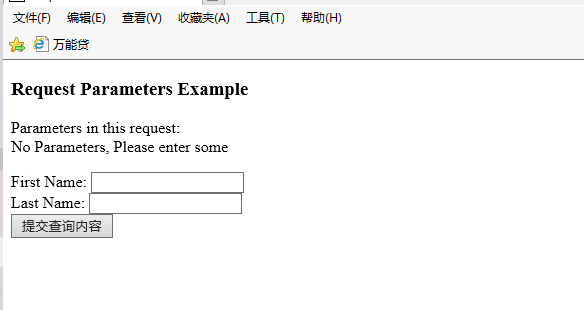 文件(F) 编辑(E) 查看(V) 收藏夹(A) 工具(T) 帮助(H)
万能贷
Request Parameters Example
Parameters in this request:
No Parameters, Please enter some
First Name:
Last Name:
提交查询内容